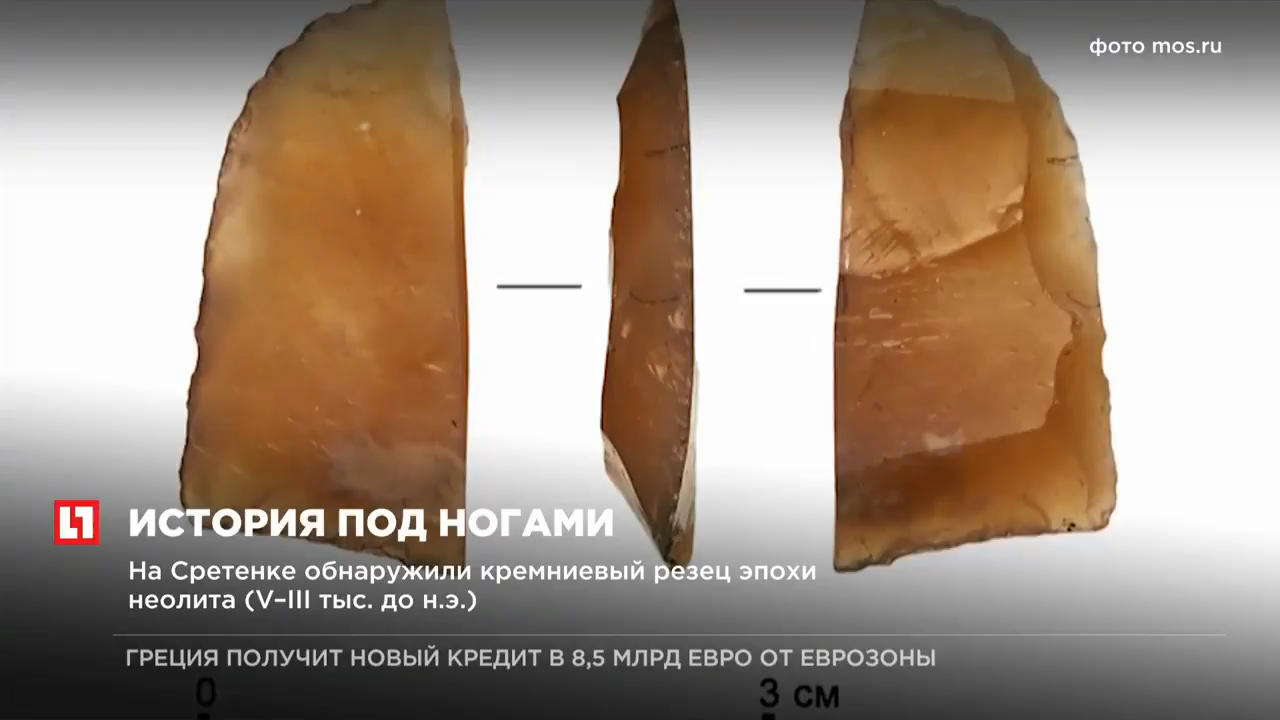 фото mos.ru
ИСТОРИЯ ПОД НОГАМИ
На Сретенке обнаружили кремниевый резец эпохи
неолита (V–III тыс. до н.э.)
ГРЕЦИЯ ПОЛУЧИТ НОВЫЙ КРЕДИТ В 8,5 МЛРД ЕВРО ОТ ЕВРОЗОНЫ
0 3 см